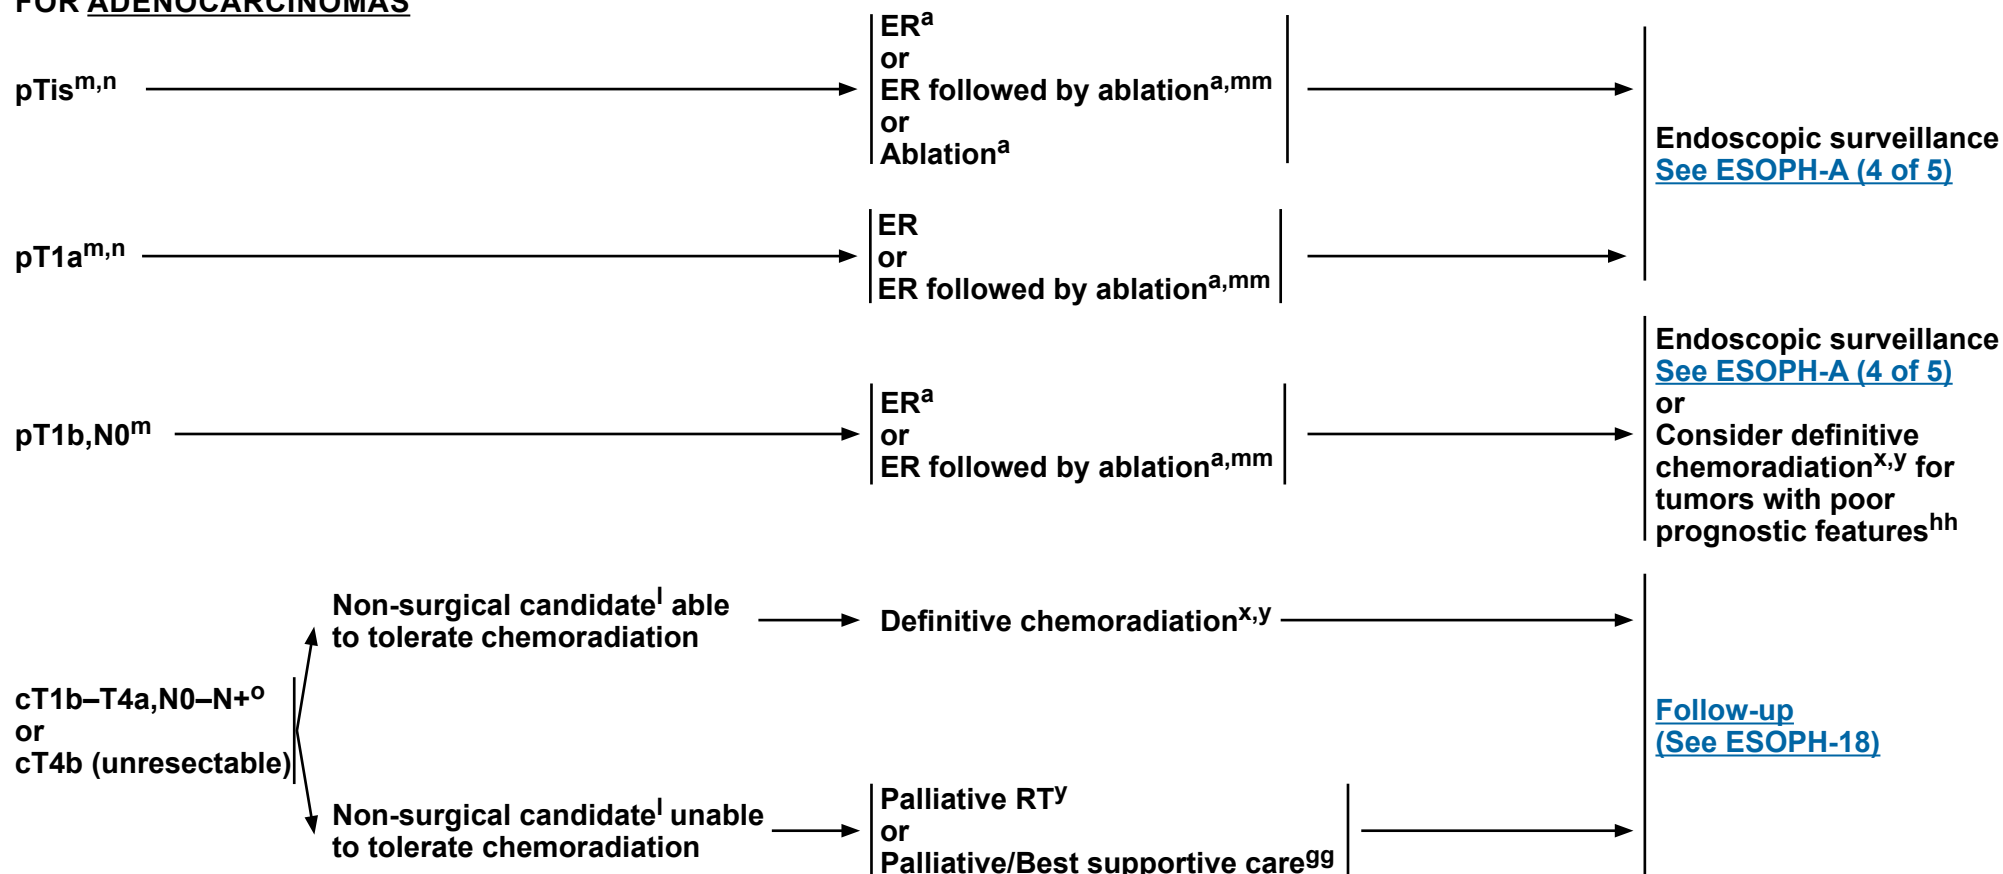 FOR ADENOCARCINOMAS
pTis^m,n
ER^a
or
ER followed by ablation^a,mm
or
Ablation^a
Endoscopic surveillance
See ESOPH-A (4 of 5)
pT1a^m,n
ER
or
ER followed by ablation^a,mm
pT1b,N0^m
ER^a
or
ER followed by ablation^a,mm
Endoscopic surveillance
See ESOPH-A (4 of 5)
or
Consider definitive
chemoradiation^x,y for
tumors with poor
prognostic features^hh
cT1b–T4a,N0–N+^o
or
cT4b (unresectable)
Non-surgical candidate^l able
to tolerate chemoradiation
Definitive chemoradiation^x,y
Non-surgical candidate^l unable
to tolerate chemoradiation
Palliative RT^y
or
Palliative/Best supportive care^gg
Follow-up
(See ESOPH-18)